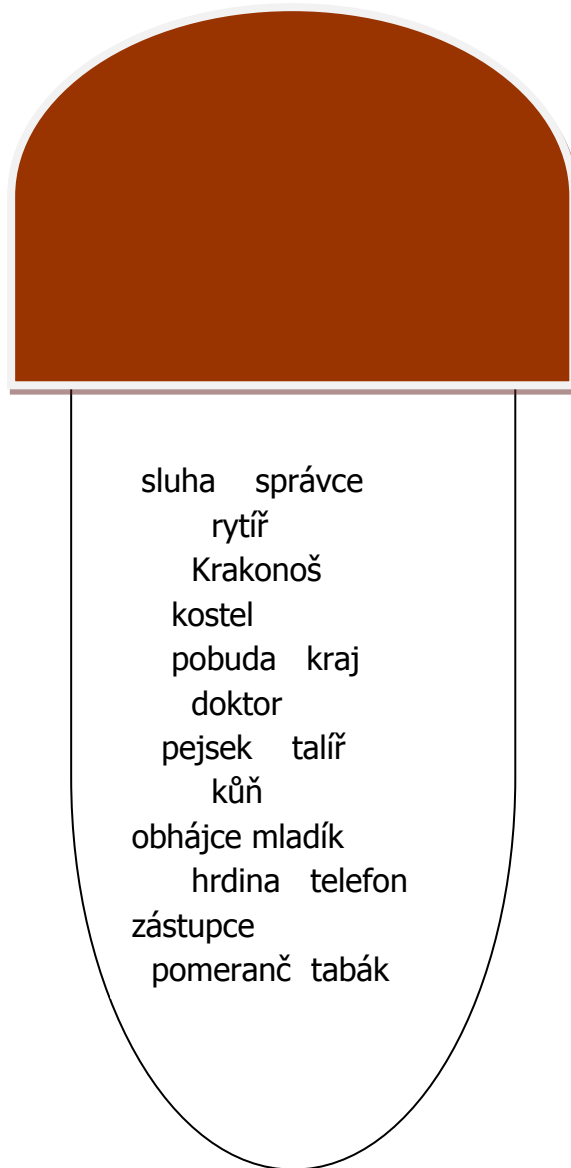 sluha správce
rytíř
Krakonoš
kostel
pobuda kraj
doktor
pejsek talíř
kůň
obhájce mladík
hrdina telefon
zástupce
pomeranč tabák